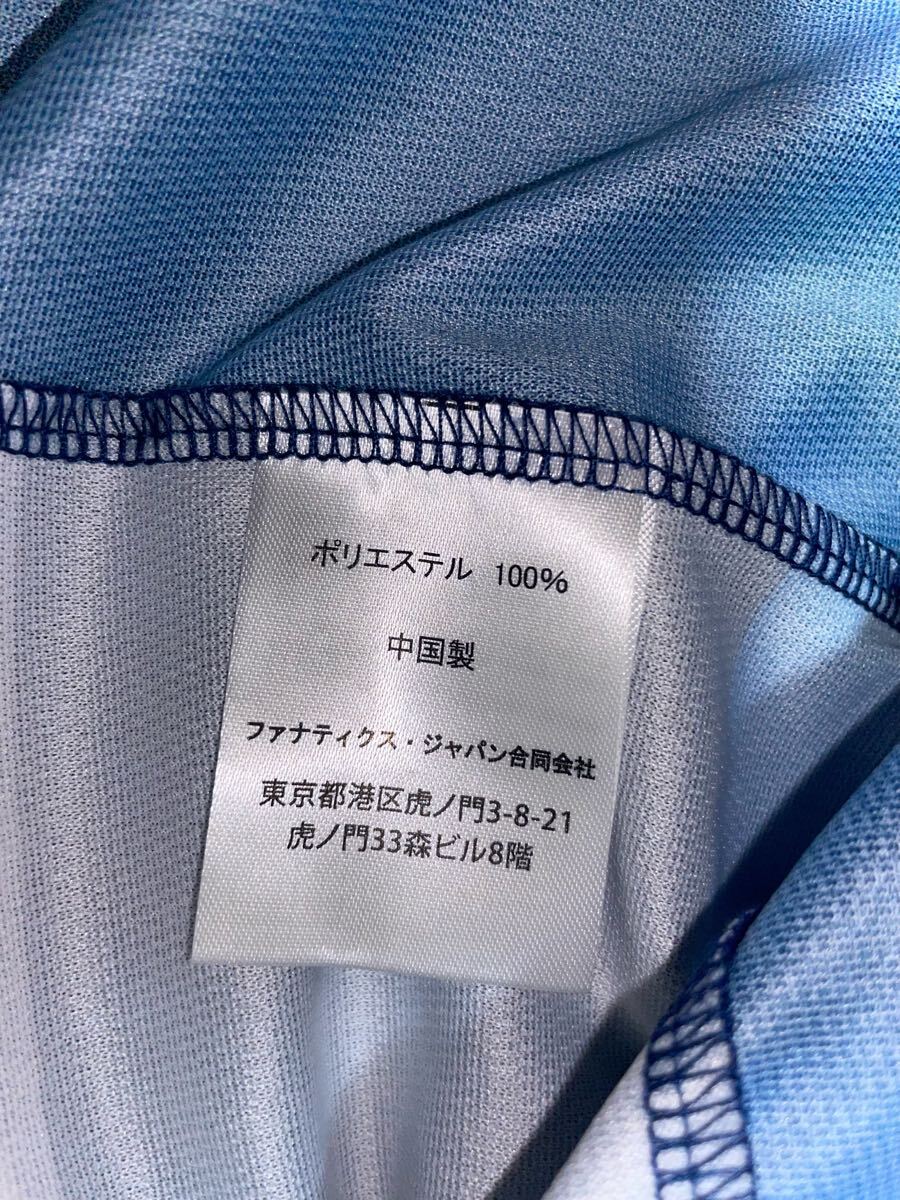 ポリエステル 100%
中国製
ファナティクス・ジャパン合同会社
東京都港区虎ノ門3-8-21
虎ノ門33森ビル8階